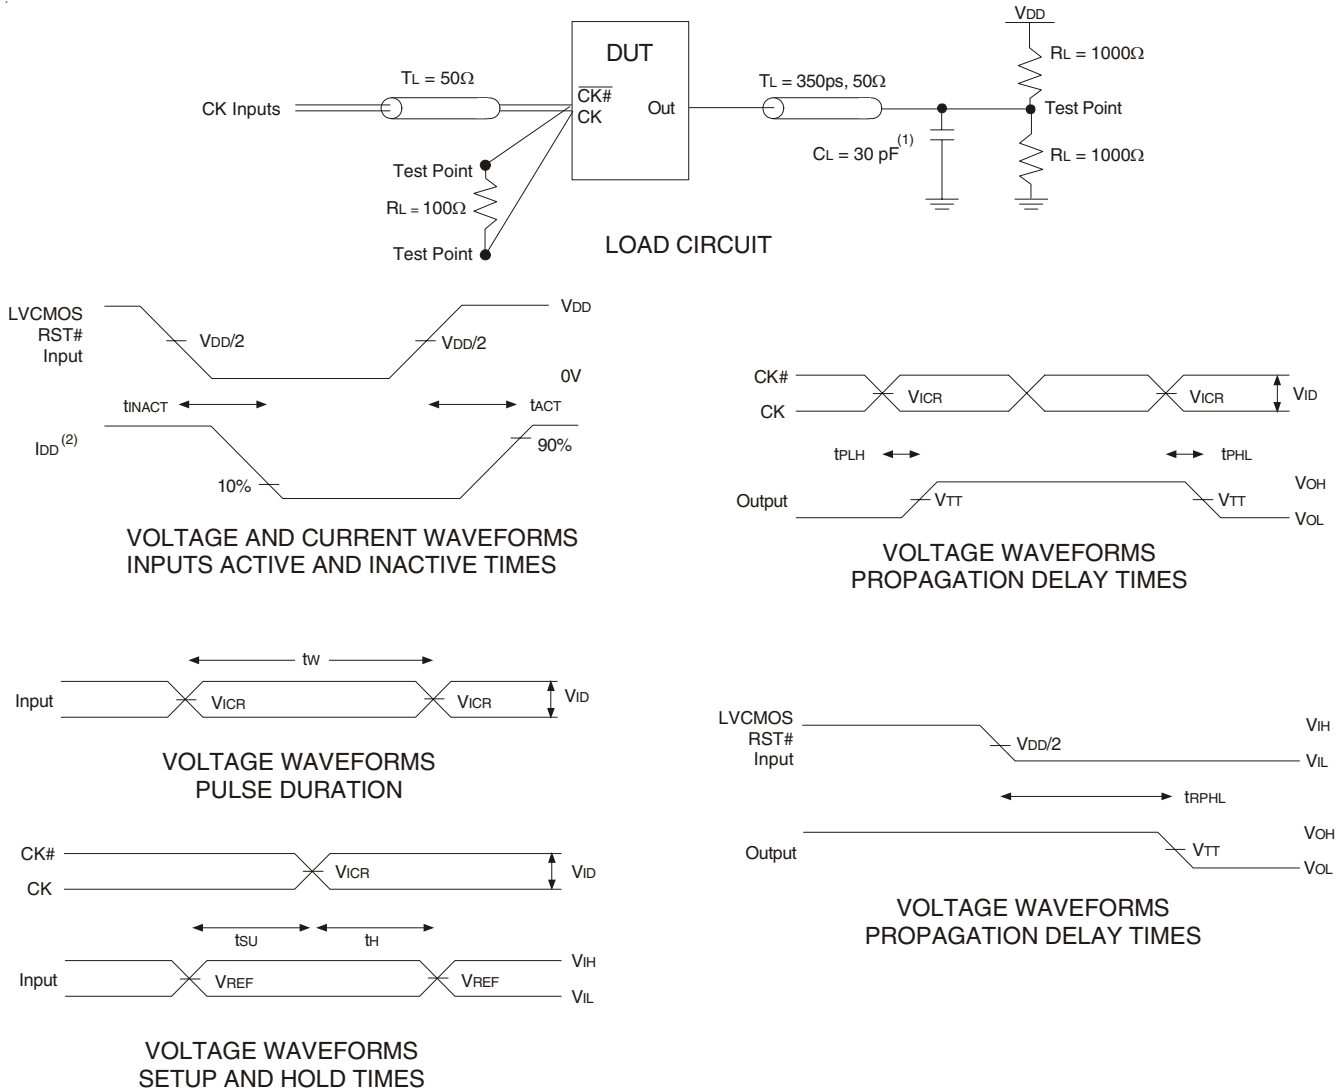 VDD
DUT
RL = 1000Ω
TL = 50Ω
TL = 350ps, 50Ω
CK Inputs
CK#
CK
Out
Test Point
CL = 30 pF(1)
RL = 1000Ω
Test Point
RL = 100Ω
Test Point
LOAD CIRCUIT
LVCMOS
RST#
Input
VDD/2
VDD/2
VDD
0V
tINACT
tACT
IDD(2)
10%
90%
VOLTAGE AND CURRENT WAVEFORMS
INPUTS ACTIVE AND INACTIVE TIMES
CK#
CK
VICR
VICR
VID
tPLH
tPHL
Output
VTT
VTT
VOH
VOL
VOLTAGE WAVEFORMS
PROPAGATION DELAY TIMES
tW
Input
VICR
VICR
VID
VOLTAGE WAVEFORMS
PULSE DURATION
LVCMOS
RST#
Input
VDD/2
VIH
VIL
tRPHL
Output
VTT
VOH
VOL
VOLTAGE WAVEFORMS
PROPAGATION DELAY TIMES
CK#
CK
VICR
VID
tSU
tH
Input
VREF
VREF
VIH
VIL
VOLTAGE WAVEFORMS
SETUP AND HOLD TIMES